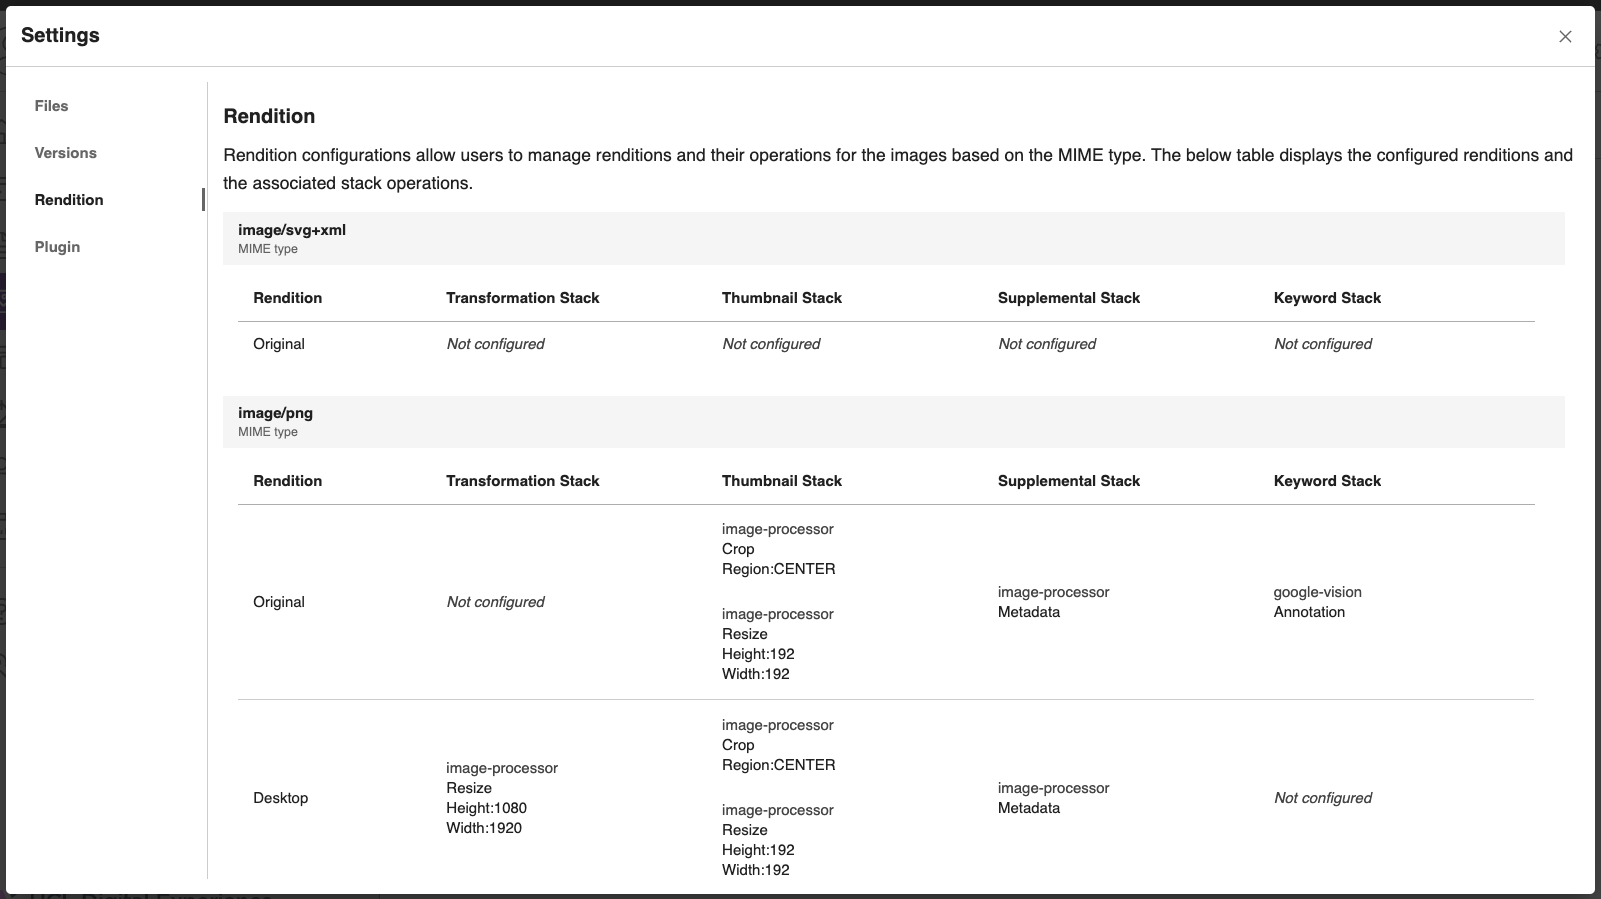 Settings
Files
Versions
Rendition
Plugin
Rendition
Rendition configurations allow users to manage renditions and their operations for the images based on the MIME type. The below table displays the configured renditions and
the associated stack operations.
image/svg+xml
MIME type
Rendition Transformation Stack Thumbnail Stack Supplemental Stack Keyword Stack
Original Not configured Not configured Not configured Not configured
image/png
MIME type
Rendition Transformation Stack Thumbnail Stack Supplemental Stack Keyword Stack
Original
Not configured
image-processor
Crop
Region:CENTER
image-processor
Resize
Height:192
Width:192
image-processor
Metadata
google-vision
Annotation
Desktop
image-processor
Resize
Height:1080
Width:1920
image-processor
Crop
Region:CENTER
image-processor
Resize
Height:192
Width:192
image-processor
Metadata
Not configured